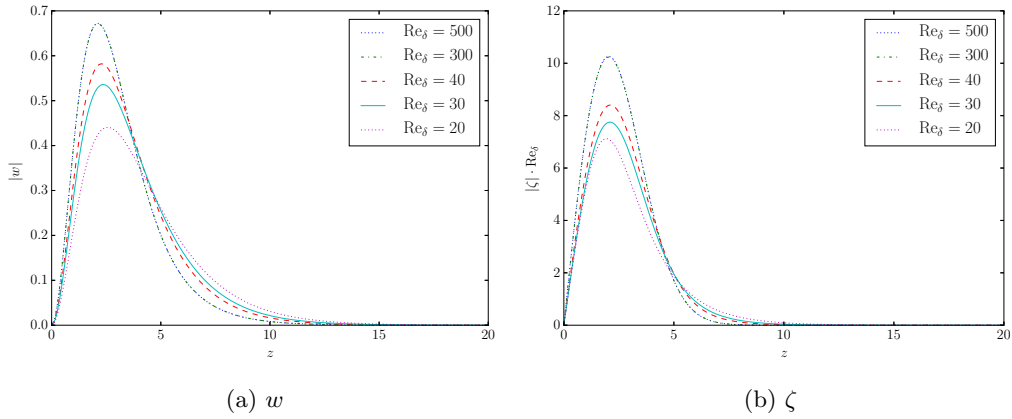 0.7
0.6
0.5
0.4
0.3
0.2
0.1
0.0
|w|
0 5 10 15 20
z
Re_δ = 500
Re_δ = 300
Re_δ = 40
Re_δ = 30
Re_δ = 20
(a) w
12
10
8
6
4
2
0
|ζ| · Re_δ
0 5 10 15 20
z
Re_δ = 500
Re_δ = 300
Re_δ = 40
Re_δ = 30
Re_δ = 20
(b) ζ